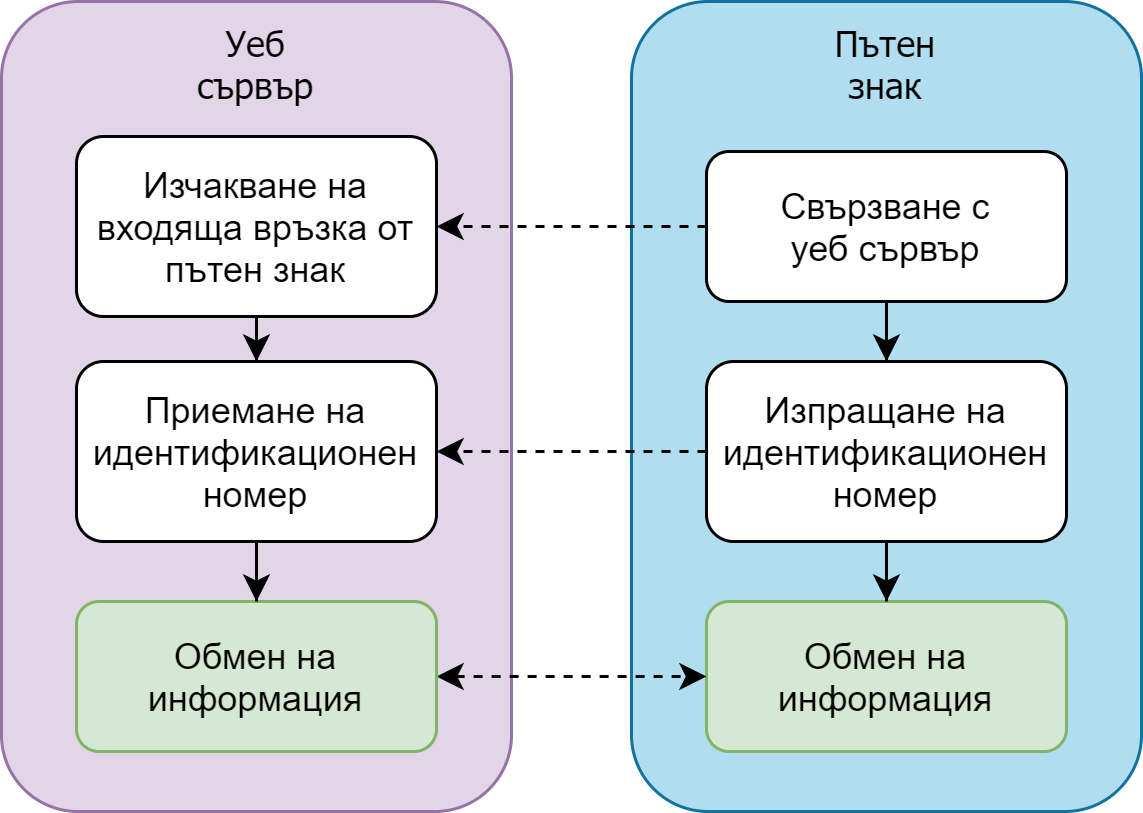 Уеб
сървър
Изчакване на
входяща връзка от
пътен знак
Приемане на
идентификационен
номер
Обмен на
информация
Пътен
знак
Свързване с
уеб сървър
Изпращане на
идентификационен
номер
Обмен на
информация